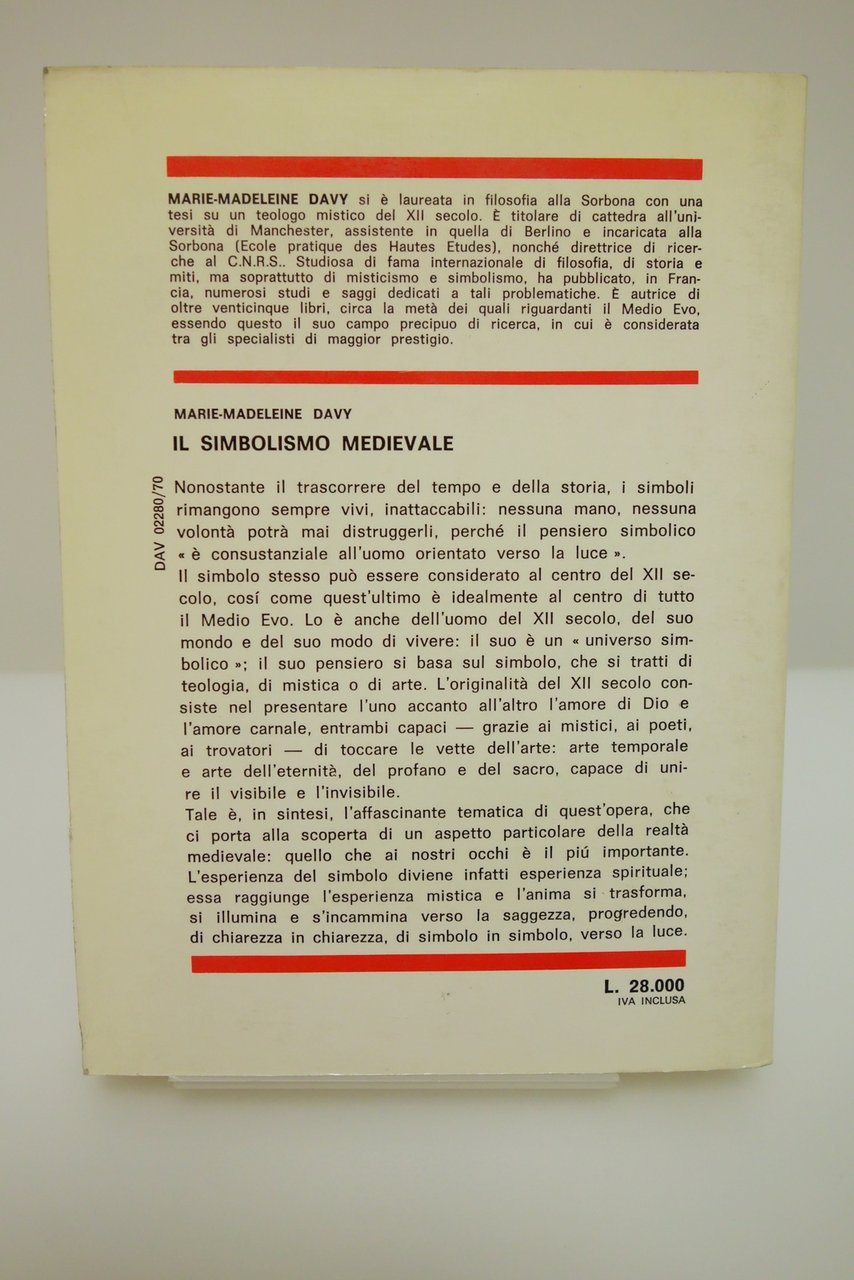 MARIE-MADELEINE DAVY si è laureata in filosofia alla Sorbona con una
tesi su un teologo mistico del XII secolo. È titolare di cattedra all'uni-
versità di Manchester, assistente in quella di Berlino e incaricata alla
Sorbona (Ecole pratique des Hautes Etudes), nonché direttrice di ricer-
che al C.N.R.S.. Studiosa di fama internazionale di filosofia, di storia e
miti, ma soprattutto di misticismo e simbolismo, ha pubblicato, in Fran-
cia, numerosi studi e saggi dedicati a tali problematiche. È autrice di
oltre venticinque libri, circa la metà dei quali riguardanti il Medio Evo,
essendo questo il suo campo precipuo di ricerca, in cui è considerata
tra gli specialisti di maggior prestigio.
MARIE-MADELEINE DAVY
IL SIMBOLISMO MEDIEVALE
DAV 02280/70
Nonostante il trascorrere del tempo e della storia, i simboli
rimangono sempre vivi, inattaccabili: nessuna mano, nessuna
volontà potrà mai distruggerli, perché il pensiero simbolico
« è consustanziale all'uomo orientato verso la luce ».
Il simbolo stesso può essere considerato al centro del XII se-
colo, cosí come quest'ultimo è idealmente al centro di tutto
il Medio Evo. Lo è anche dell'uomo del XII secolo, del suo
mondo e del suo modo di vivere: il suo è un « universo sim-
bolico »; il suo pensiero si basa sul simbolo, che si tratti di
teologia, di mistica o di arte. L'originalità del XII secolo con-
siste nel presentare l'uno accanto all'altro l'amore di Dio e
l'amore carnale, entrambi capaci — grazie ai mistici, ai poeti,
ai trovatori — di toccare le vette dell'arte: arte temporale
e arte dell'eternità, del profano e del sacro, capace di uni-
re il visibile e l'invisibile.
Tale è, in sintesi, l'affascinante tematica di quest'opera, che
ci porta alla scoperta di un aspetto particolare della realtà
medievale: quello che ai nostri occhi è il piú importante.
L'esperienza del simbolo diviene infatti esperienza spirituale;
essa raggiunge l'esperienza mistica e l'anima si trasforma,
si illumina e s'incammina verso la saggezza, progredendo,
di chiarezza in chiarezza, di simbolo in simbolo, verso la luce.
L. 28.000
IVA INCLUSA